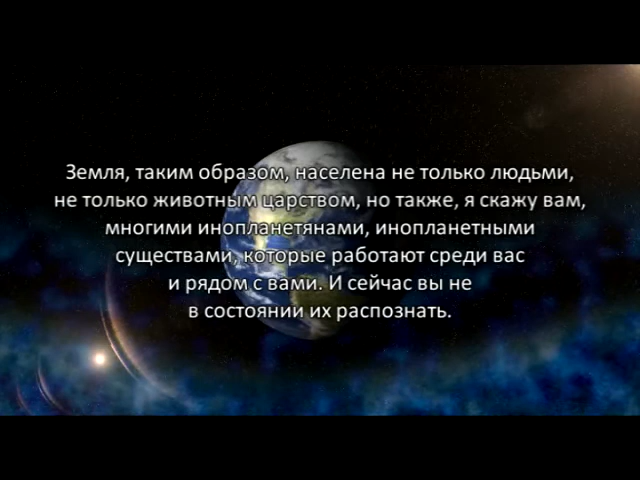 Земля, таким образом, населена не только людьми,
не только животным царством, но также, я скажу вам,
многими инопланетянами, инопланетными
существами, которые работают среди вас
и рядом с вами. И сейчас вы не
в состоянии их распознать.